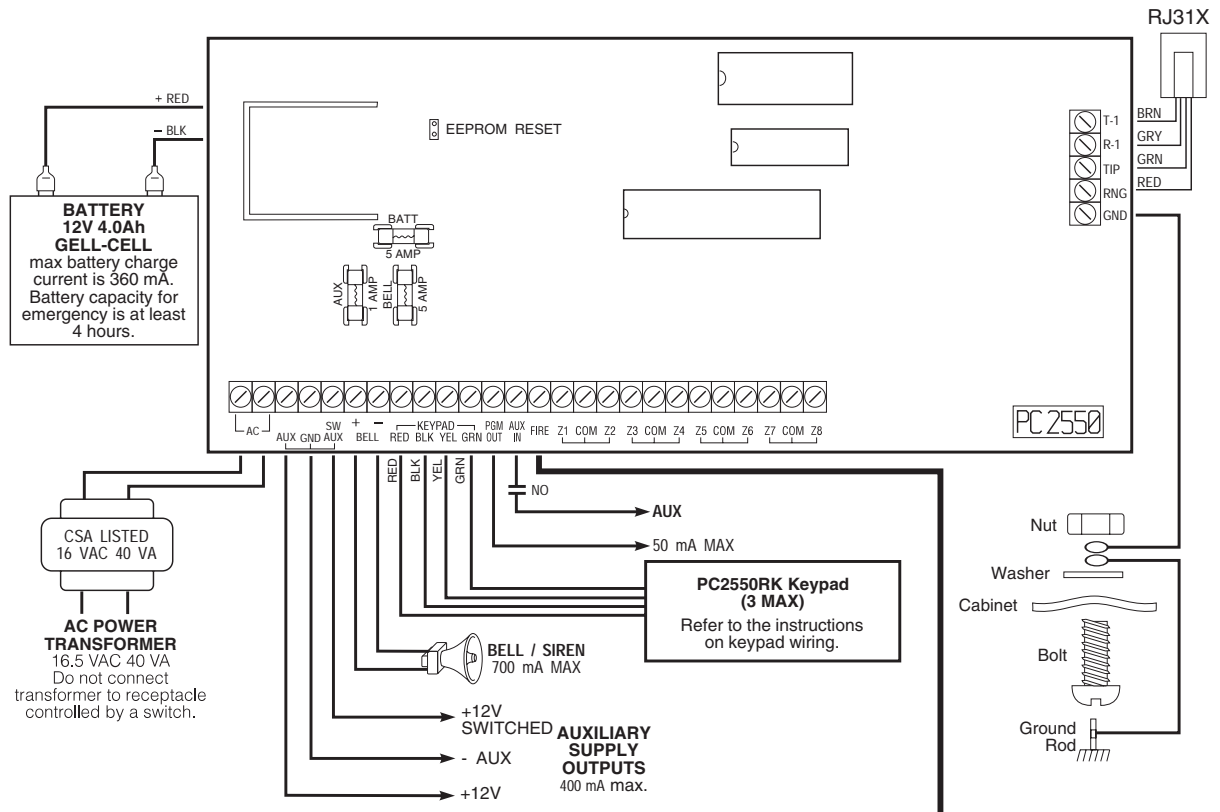 RJ31X
+ RED
– BLK
EEPROM RESET
T-1
R-1
TIP
RNG
GND
BRN
GRY
GRN
RED
BATTERY
12V 4.0Ah
GELL-CELL
max battery charge
current is 360 mA.
Battery capacity for
emergency is at least
4 hours.
BATT
5 AMP
AUX
1 AMP
BELL
5 AMP
AC
AUX GND SW AUX
+ –
BELL
KEYPAD
RED BLK YEL GRN
PGM OUT
AUX IN
FIRE
Z1 COM Z2
Z3 COM Z4
Z5 COM Z6
Z7 COM Z8
PC 2550
RED
BLK
YEL
GRN
NO
AUX
50 mA MAX
CSA LISTED
16 VAC 40 VA
AC POWER
TRANSFORMER
16.5 VAC 40 VA
Do not connect
transformer to receptacle
controlled by a switch.
PC2550RK Keypad
(3 MAX)
Refer to the instructions
on keypad wiring.
BELL / SIREN
700 mA MAX
+12V
SWITCHED
- AUX
+12V
AUXILIARY
SUPPLY
OUTPUTS
400 mA max.
Nut
Washer
Cabinet
Bolt
Ground
Rod